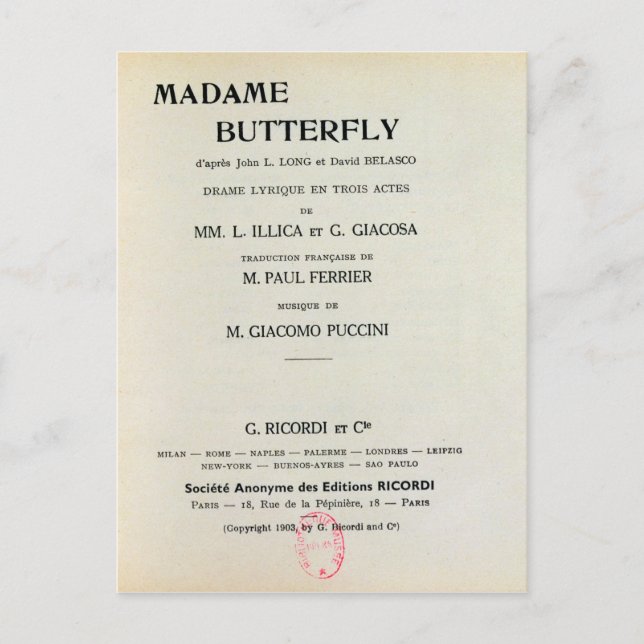 MADAME
BUTTERFLY
d'après John L. LONG et David BELASCO
DRAME LYRIQUE EN TROIS ACTES
DE
MM. L. ILLICA ET G. GIACOSA
TRADUCTION FRANÇAISE DE
M. PAUL FERRIER
MUSIQUE DE
M. GIACOMO PUCCINI
G. RICORDI ET Cie
MILAN — ROME — NAPLES — PALERME — LONDRES — LEIPZIG
NEW-YORK — BUENOS-AYRES — SAO PAULO
Société Anonyme des Editions RICORDI
PARIS — 18, Rue de la Pépinière, 18 — PARIS
(Copyright 1903, by G. Ricordi and Co)